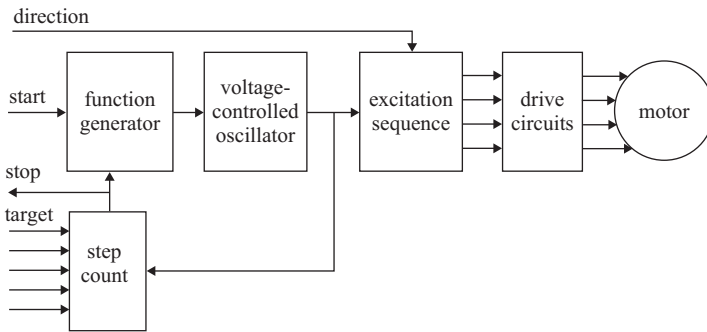 direction
start
function
generator
voltage-
controlled
oscillator
excitation
sequence
drive
circuits
motor
stop
target
step
count